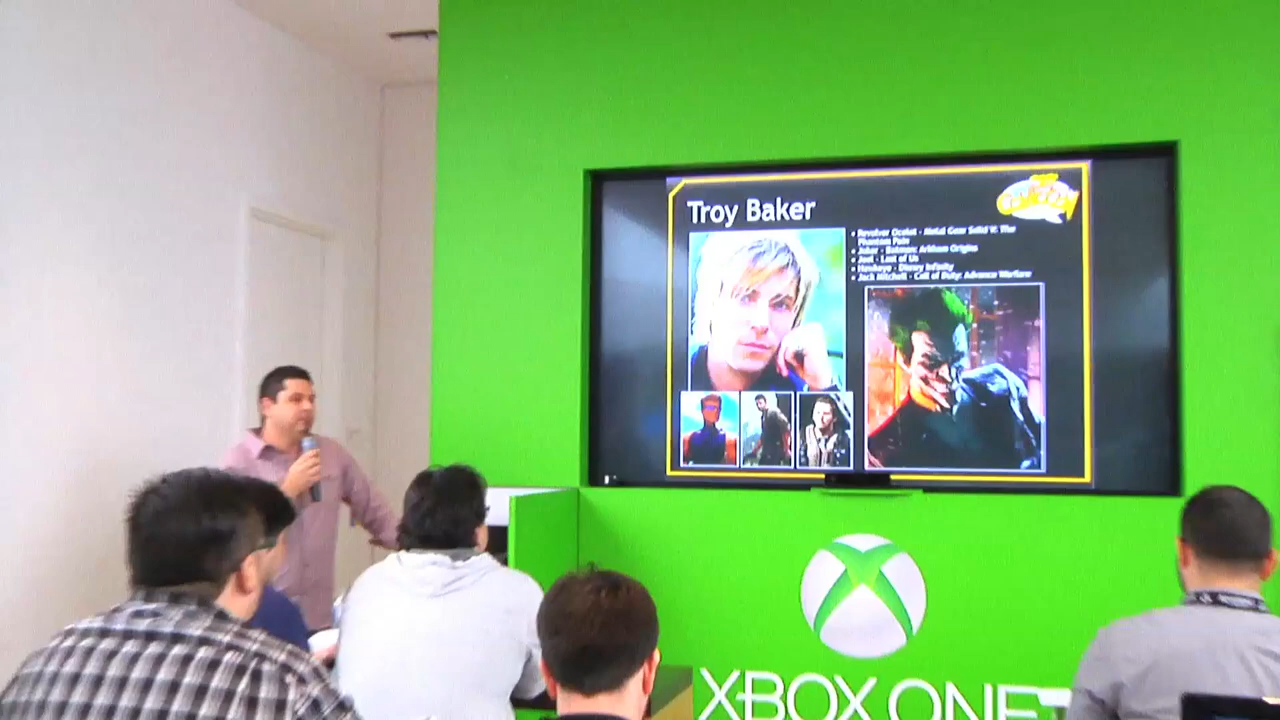 Troy Baker
Revolver Ocelot - Metal Gear Solid V: The
Phantom Pain
Joker - Batman: Arkham Origins
Joel - Last of Us
Hawkeye - Disney Infinity
Jack Mitchell - Call of Duty: Advance Warfare
XBOX ONE